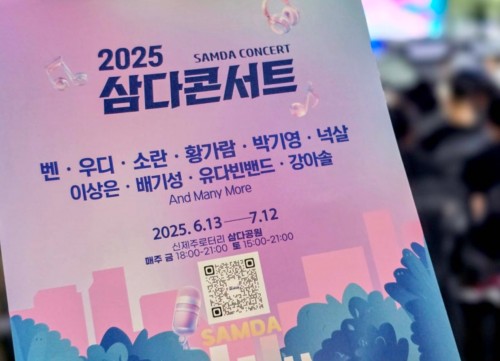 2025
SAMDA CONCERT
삼다콘서트
벤 · 우디 · 소란 · 황가람 · 박기영 · 넉살
이상은 · 배기성 · 유다빈밴드 · 강아솔
And Many More
2025. 6.13 — 7.12
신제주로터리 삼다공원
매주 금 18:00-21:00 토 15:00-21:00
SAMDA